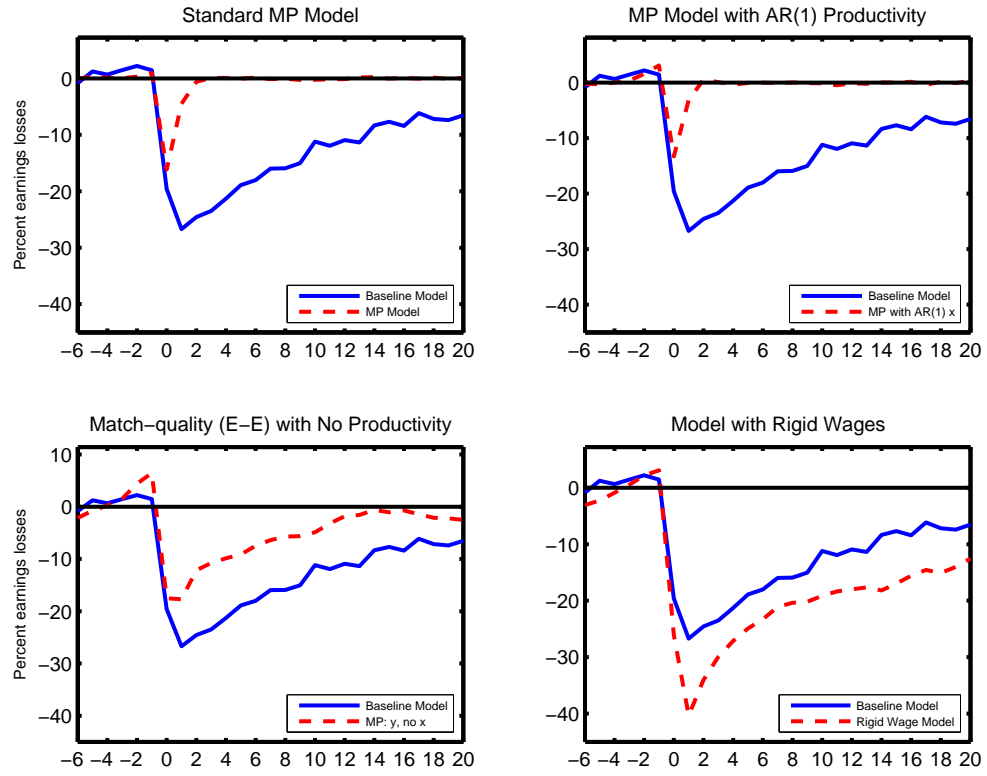 Standard MP Model
Percent earnings losses
0
−10
−20
−30
−40
Baseline Model
MP Model
−6 −4 −2 0 2 4 6 8 10 12 14 16 18 20
MP Model with AR(1) Productivity
0
−10
−20
−30
−40
Baseline Model
MP with AR(1) x
−6 −4 −2 0 2 4 6 8 10 12 14 16 18 20
Match−quality (E−E) with No Productivity
Percent earnings losses
10
0
−10
−20
−30
−40
Baseline Model
MP: y, no x
−6 −4 −2 0 2 4 6 8 10 12 14 16 18 20
Model with Rigid Wages
0
−10
−20
−30
−40
Baseline Model
Rigid Wage Model
−6 −4 −2 0 2 4 6 8 10 12 14 16 18 20